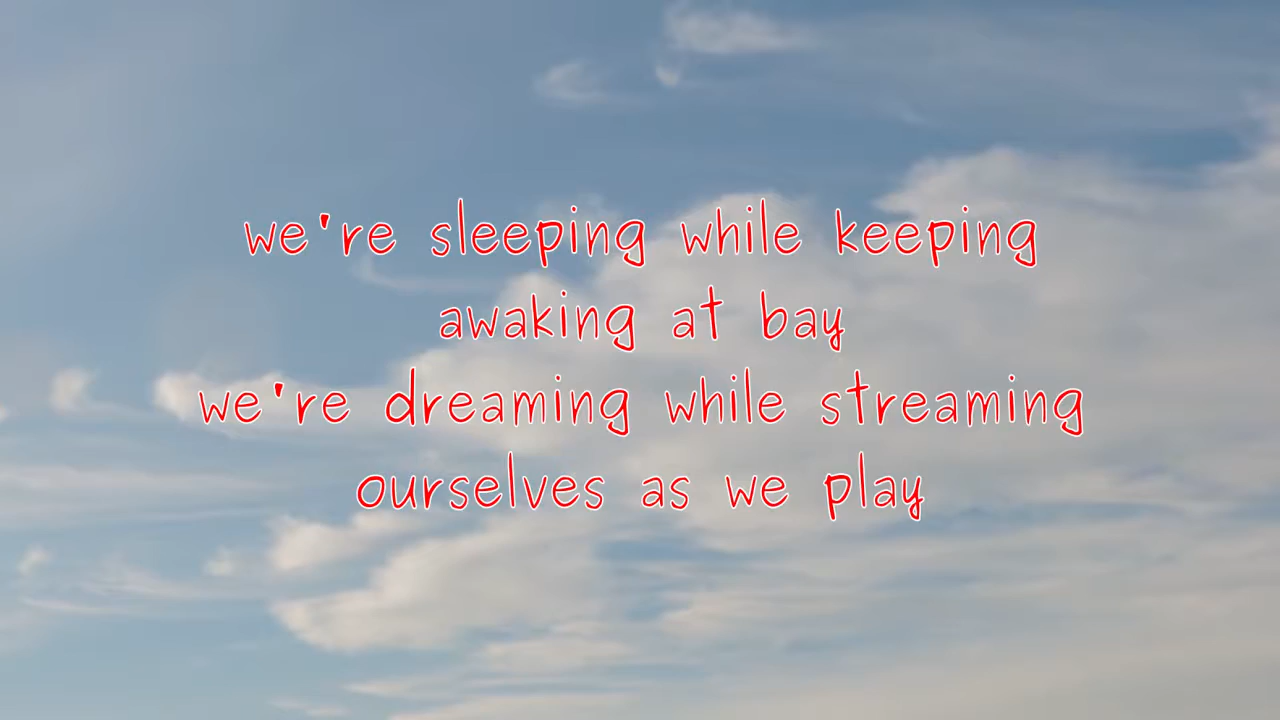 we're sleeping while keeping
awaking at bay
we're dreaming while streaming
ourselves as we play